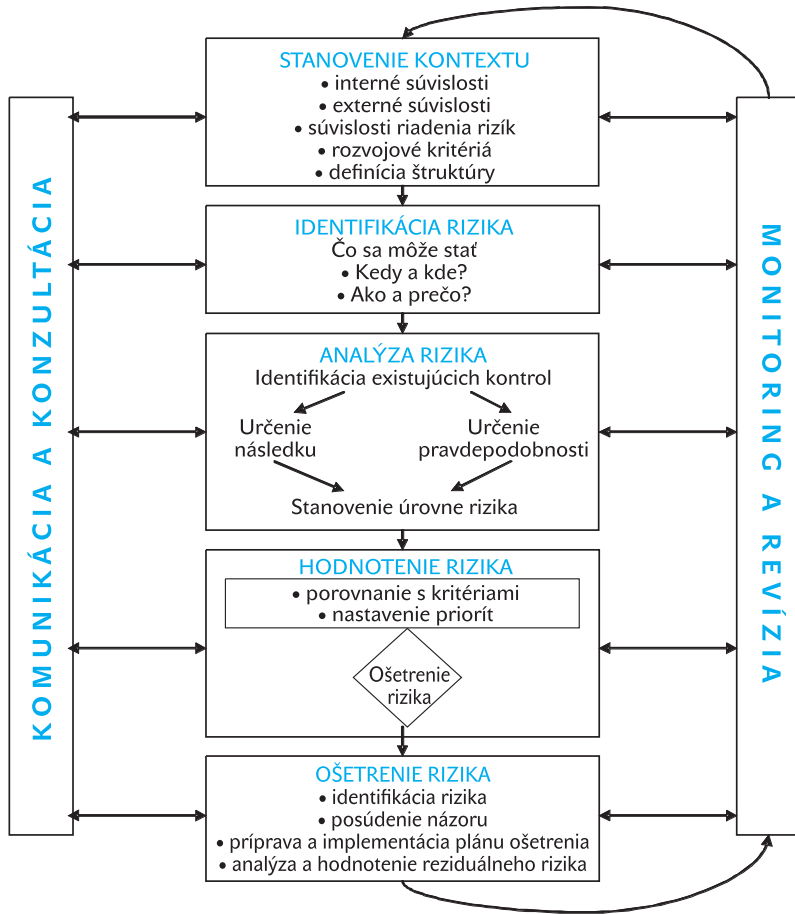 STANOVENIE KONTEXTU
• interné súvislosti
• externé súvislosti
• súvislosti riadenia rizík
• rozvojové kritériá
• definícia štruktúry
KOMUNIKÁCIA A KONZULTÁCIA
MONITORING A REVÍZIA
IDENTIFIKÁCIA RIZIKA
Čo sa môže stať
• Kedy a kde?
• Ako a prečo?
ANALÝZA RIZIKA
Identifikácia existujúcich kontrol
Určenie
následku
Určenie
pravdepodobnosti
Stanovenie úrovne rizika
HODNOTENIE RIZIKA
• porovnanie s kritériami
• nastavenie priorít
Ošetrenie
rizika
OŠETRENIE RIZIKA
• identifikácia rizika
• posúdenie názoru
• príprava a implementácia plánu ošetrenia
• analýza a hodnotenie reziduálneho rizika